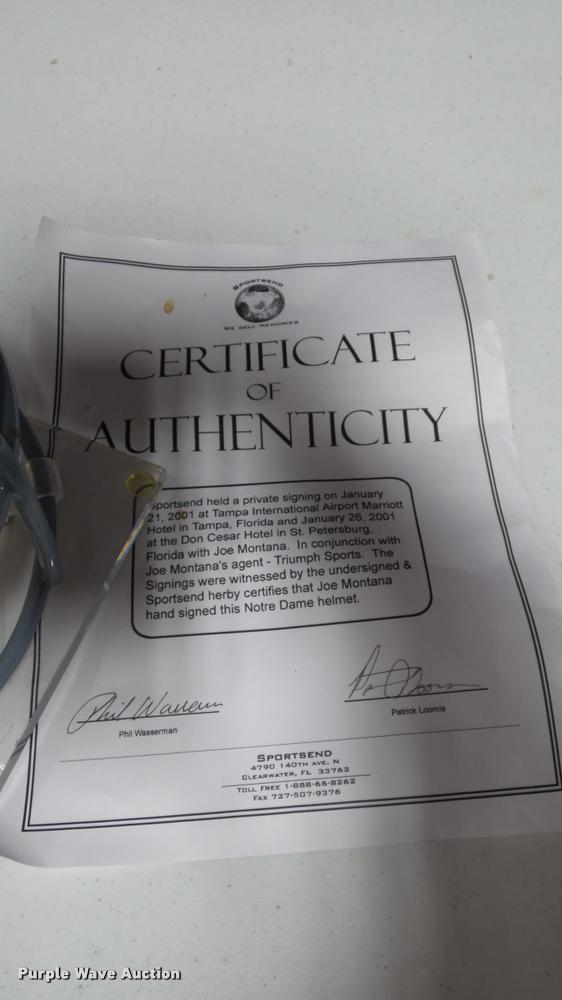 SPORTSEND
WE SELL MEMORIES
CERTIFICATE
OF
AUTHENTICITY
Sportsend held a private signing on January
21, 2001 at Tampa International Airport Marriott
Hotel in Tampa, Florida and January 26, 2001
at the Don Cesar Hotel in St. Petersburg,
Florida with Joe Montana. In conjunction with
Joe Montana's agent - Triumph Sports. The
Signings were witnessed by the undersigned &
Sportsend herby certifies that Joe Montana
hand signed this Notre Dame helmet.
Phil Wasserman
Patrick Loomis
SPORTSEND
4790 140TH AVE. N
CLEARWATER, FL 33762
TOLL FREE 1-888-66-8262
FAX 727-507-9376
Purple Wave Auction